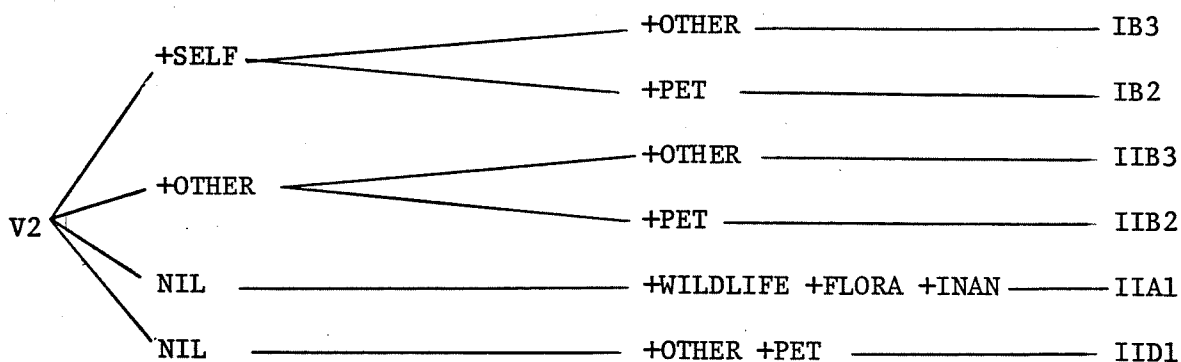 +OTHER IB3
+SELF
+PET IB2
+OTHER IIB3
+OTHER
+PET IIB2
V2
NIL +WILDLIFE +FLORA +INAN IIA1
NIL +OTHER +PET IID1